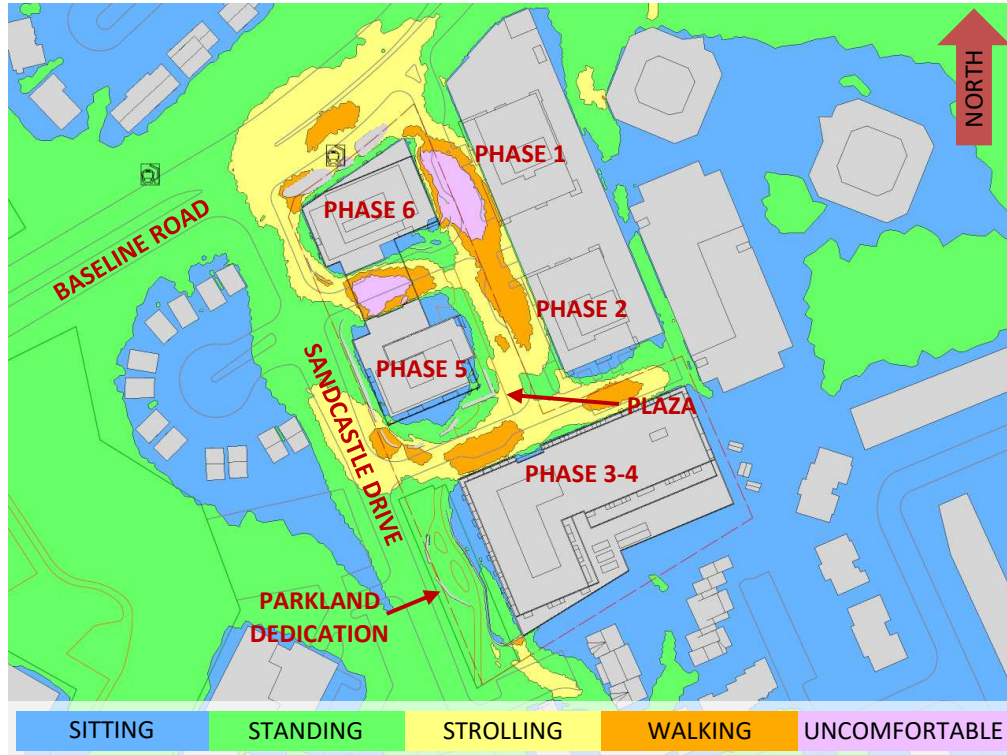 NORTH
PHASE 1
PHASE 6
BASELINE ROAD
PHASE 2
SANDCASTLE DRIVE
PHASE 5
PLAZA
PHASE 3-4
PARKLAND
DEDICATION
SITTING
STANDING
STROLLING
WALKING
UNCOMFORTABLE